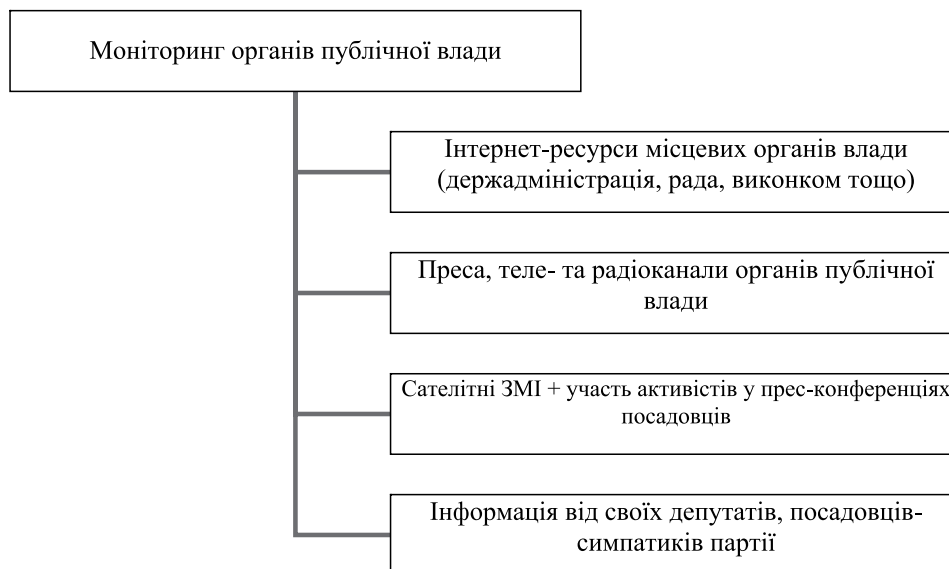 Моніторинг органів публічної влади
Інтернет-ресурси місцевих органів влади
(держадміністрація, рада, виконком тощо)
Преса, теле- та радіоканали органів публічної
влади
Сателітні ЗМІ + участь активістів у прес-конференціях
посадовців
Інформація від своїх депутатів, посадовців-
симпатиків партії